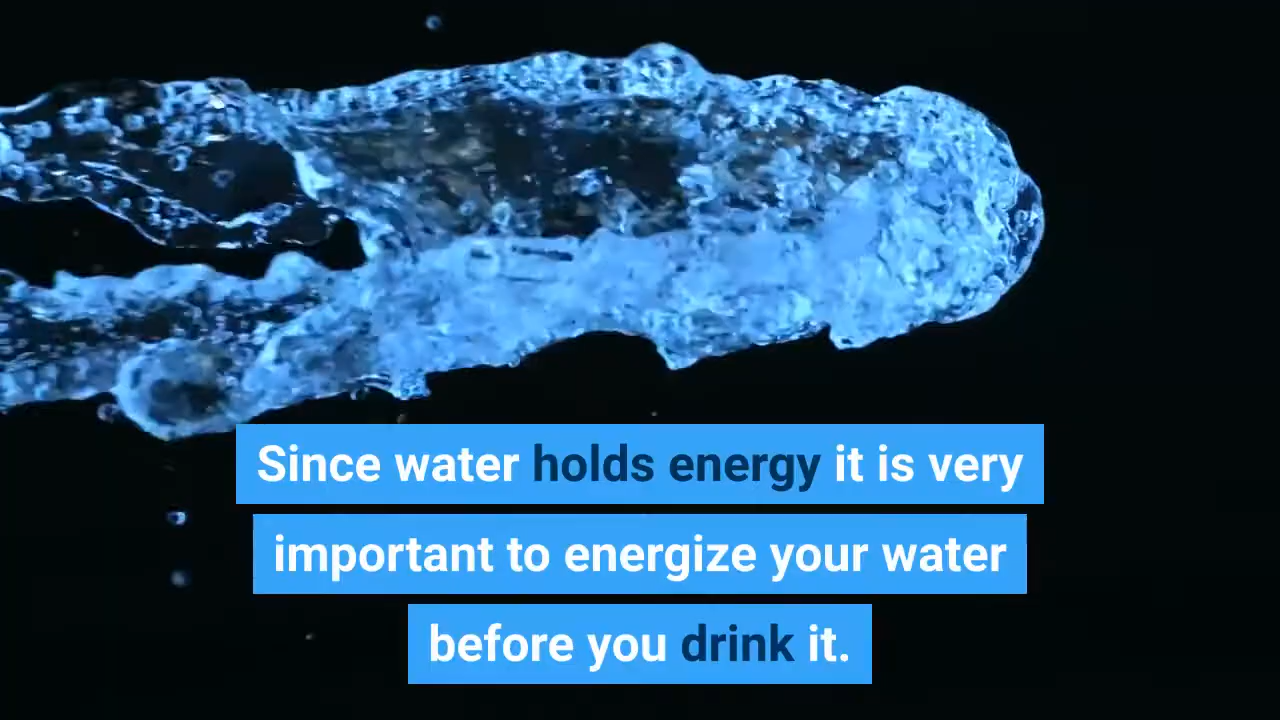 Since water holds energy it is very
important to energize your water
before you drink it.